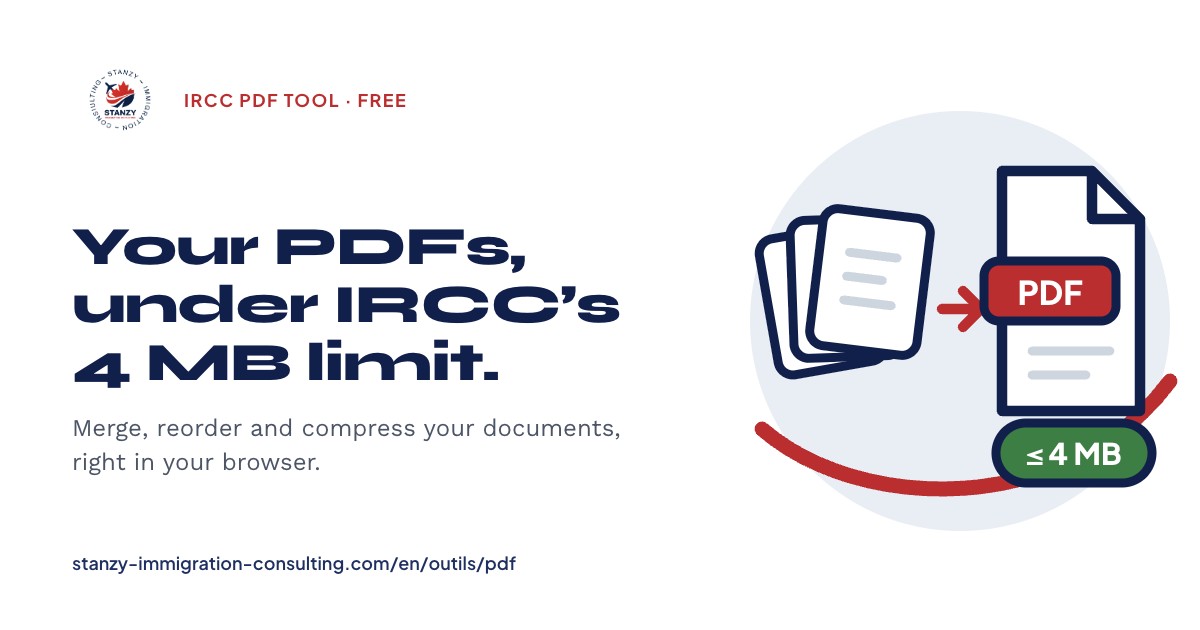 STANZY – IMMIGRATION – CONSULTING –
STANZY
IRCC PDF TOOL · FREE
Your PDFs,
under IRCC’s
4 MB limit.
Merge, reorder and compress your documents,
right in your browser.
stanzy-immigration-consulting.com/en/outils/pdf
PDF
≤ 4 MB